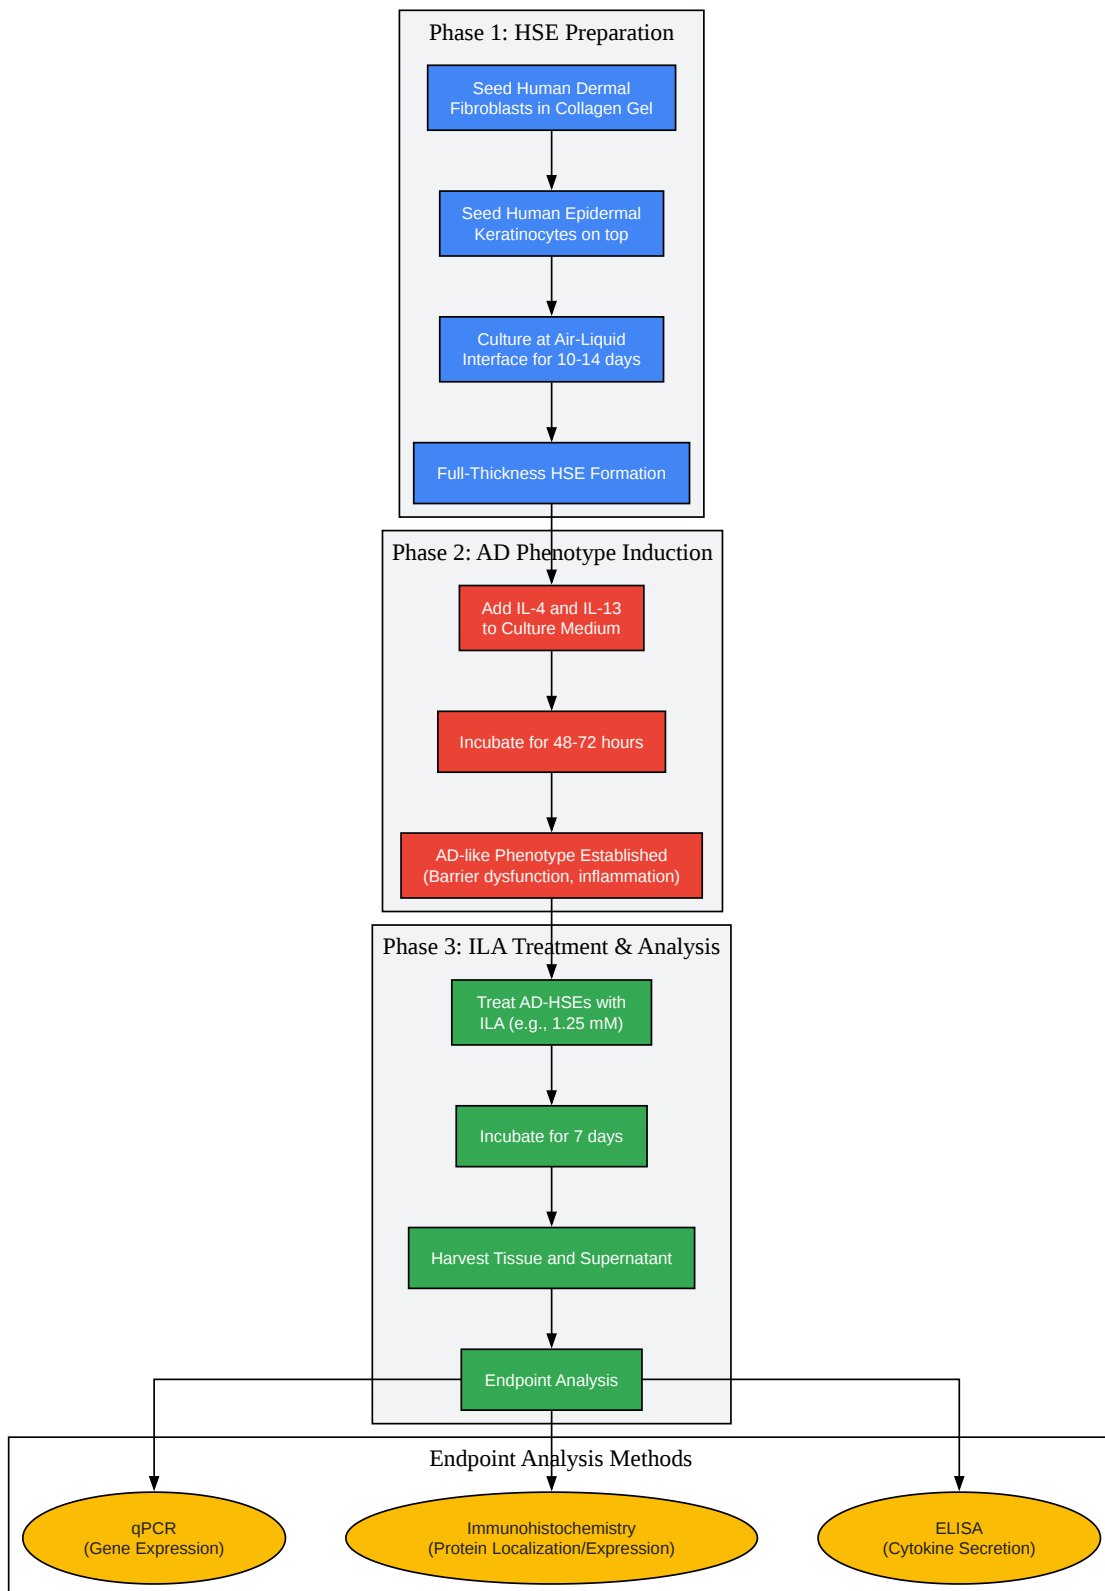 Phase 1: HSE Preparation
Seed Human Dermal
Fibroblasts in Collagen Gel
Seed Human Epidermal
Keratinocytes on top
Culture at Air-Liquid
Interface for 10-14 days
Full-Thickness HSE Formation
Phase 2: AD Phenotype Induction
Add IL-4 and IL-13
to Culture Medium
Incubate for 48-72 hours
AD-like Phenotype Established
(Barrier dysfunction, inflammation)
Phase 3: ILA Treatment & Analysis
Treat AD-HSEs with
ILA (e.g., 1.25 mM)
Incubate for 7 days
Harvest Tissue and Supernatant
Endpoint Analysis
Endpoint Analysis Methods
qPCR
(Gene Expression)
Immunohistochemistry
(Protein Localization/Expression)
ELISA
(Cytokine Secretion)